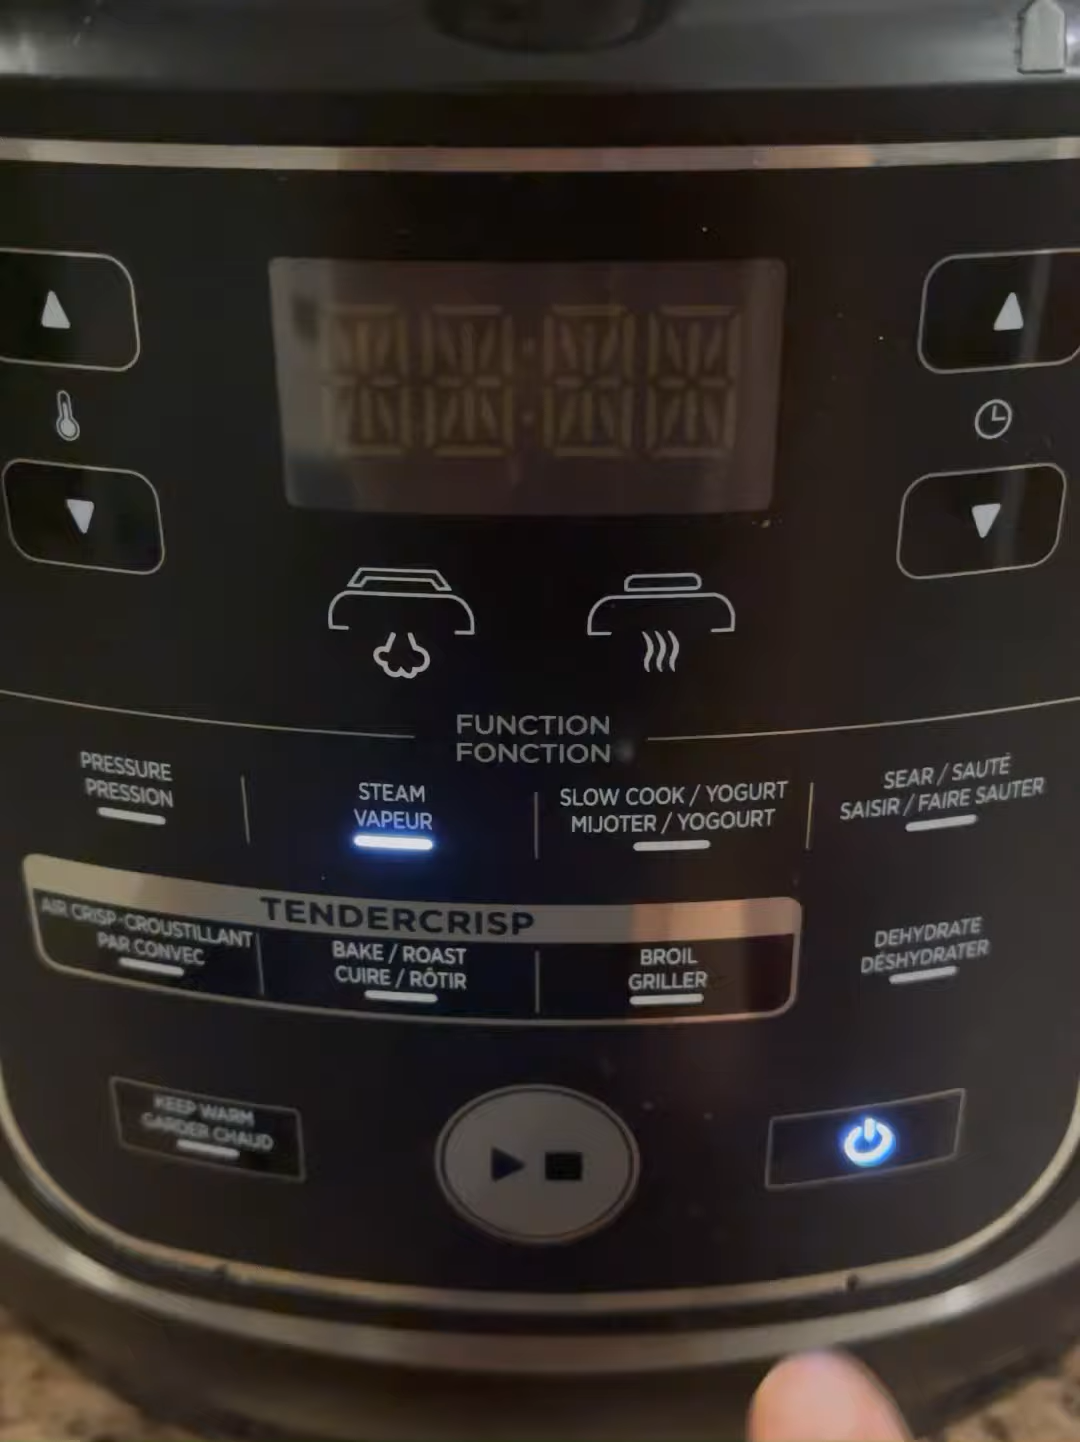 FUNCTION
FONCTION
PRESSURE
PRESSION
STEAM
VAPEUR
SLOW COOK / YOGURT
MIJOTER / YOGOURT
SEAR / SAUTÉ
SAISIR / FAIRE SAUTER
TENDERCRISP
AIR CRISP-CROUSTILLANT
PAR CONVEC
BAKE / ROAST
CUIRE / RÔTIR
BROIL
GRILLER
DEHYDRATE
DÉSHYDRATER
KEEP WARM
GARDER CHAUD